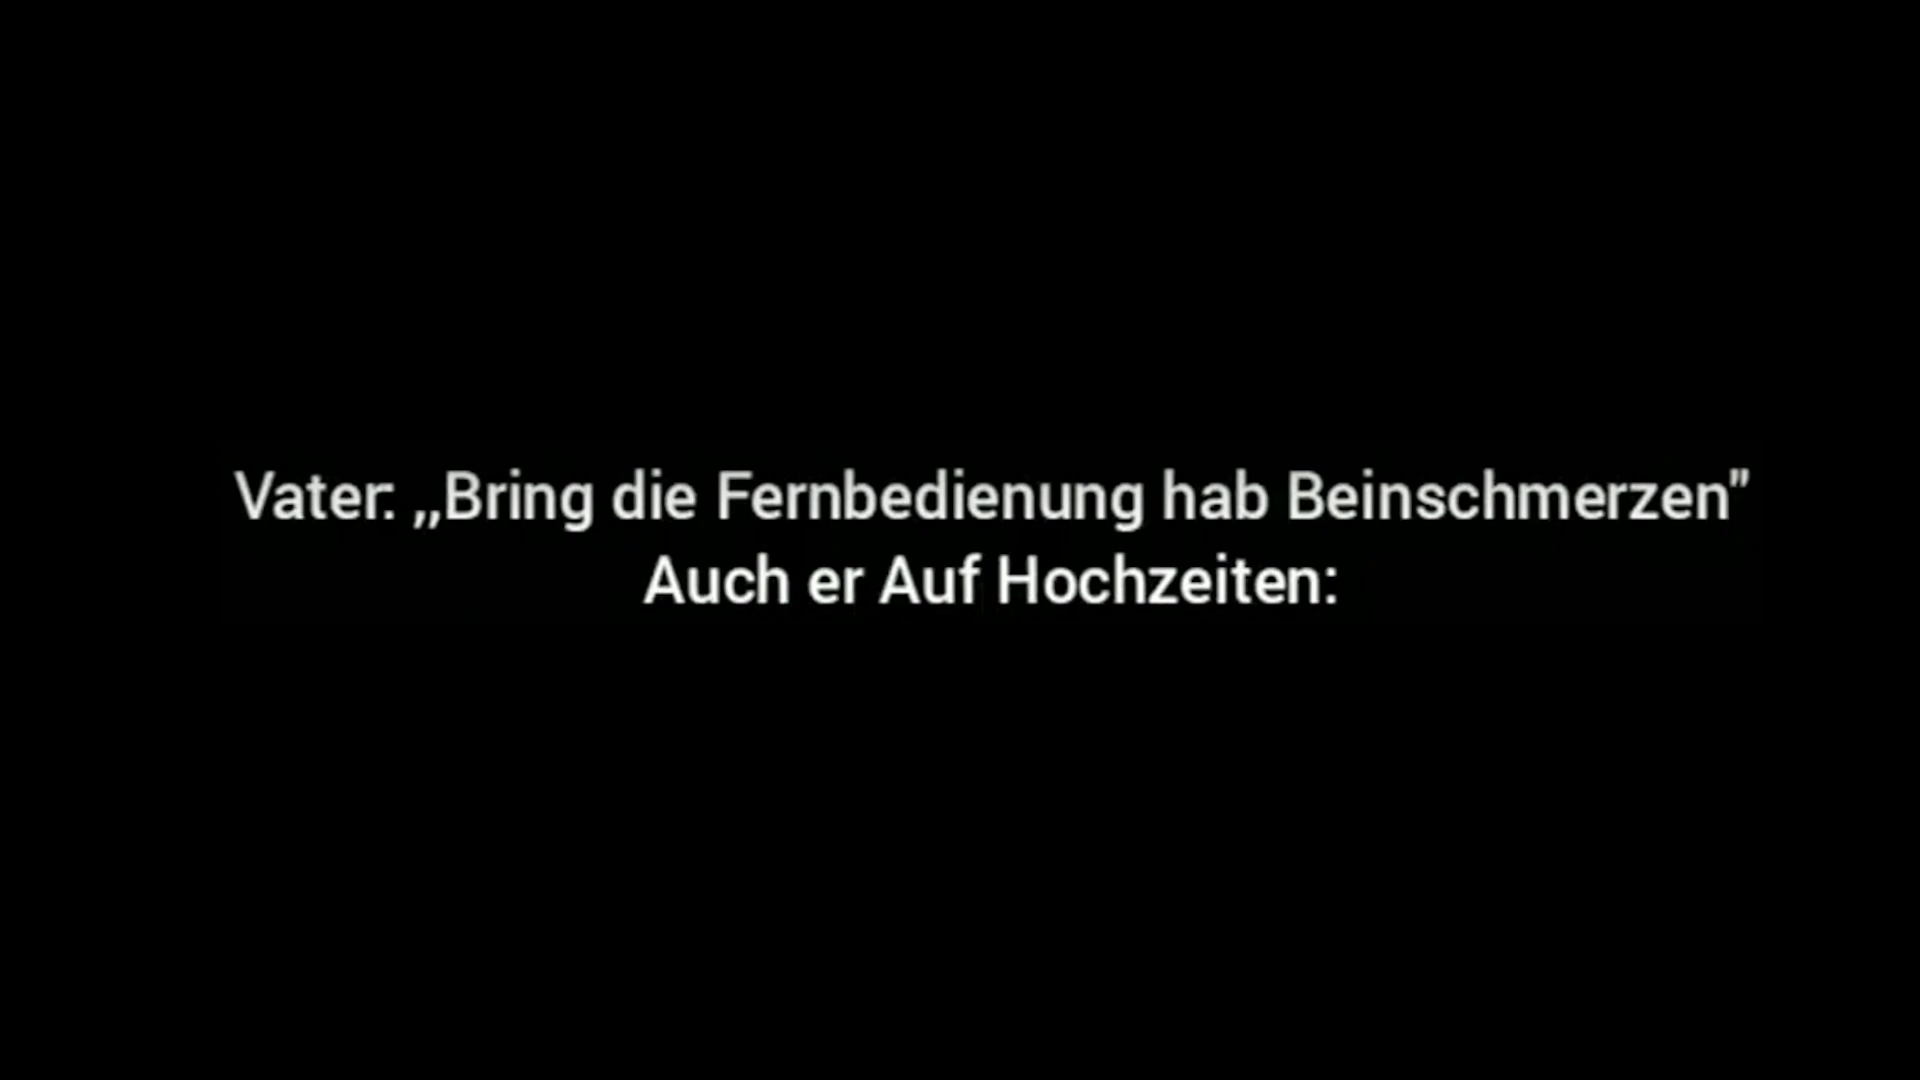 Vater: ,,Bring die Fernbedienung hab Beinschmerzen"
Auch er Auf Hochzeiten: